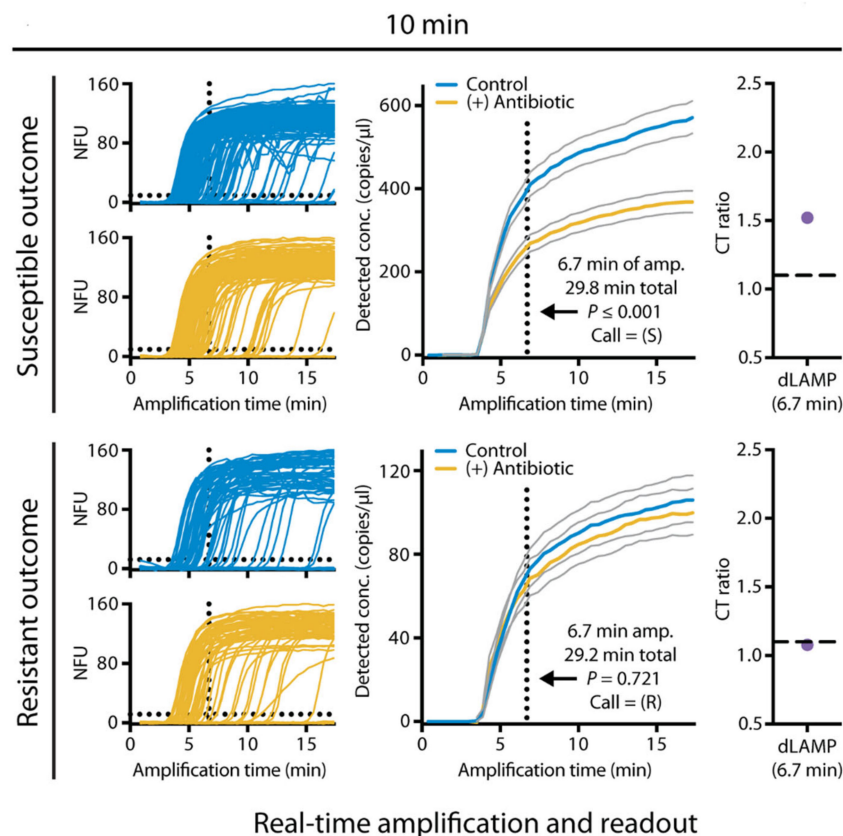 10 min
Susceptible outcome
NFU
160
80
0
NFU
160
80
0
0
5
10
15
Amplification time (min)
Detected conc. (copies/μl)
600
400
200
0
Control
(+) Antibiotic
6.7 min of amp.
29.8 min total
P ≤ 0.001
Call = (S)
0
5
10
15
Amplification time (min)
CT ratio
2.5
2.0
1.5
1.0
0.5
dLAMP
(6.7 min)
Resistant outcome
NFU
160
80
0
NFU
160
80
0
0
5
10
15
Amplification time (min)
Detected conc. (copies/μl)
120
80
40
0
Control
(+) Antibiotic
6.7 min amp.
29.2 min total
P = 0.721
Call = (R)
0
5
10
15
Amplification time (min)
CT ratio
2.5
2.0
1.5
1.0
0.5
dLAMP
(6.7 min)
Real-time amplification and readout